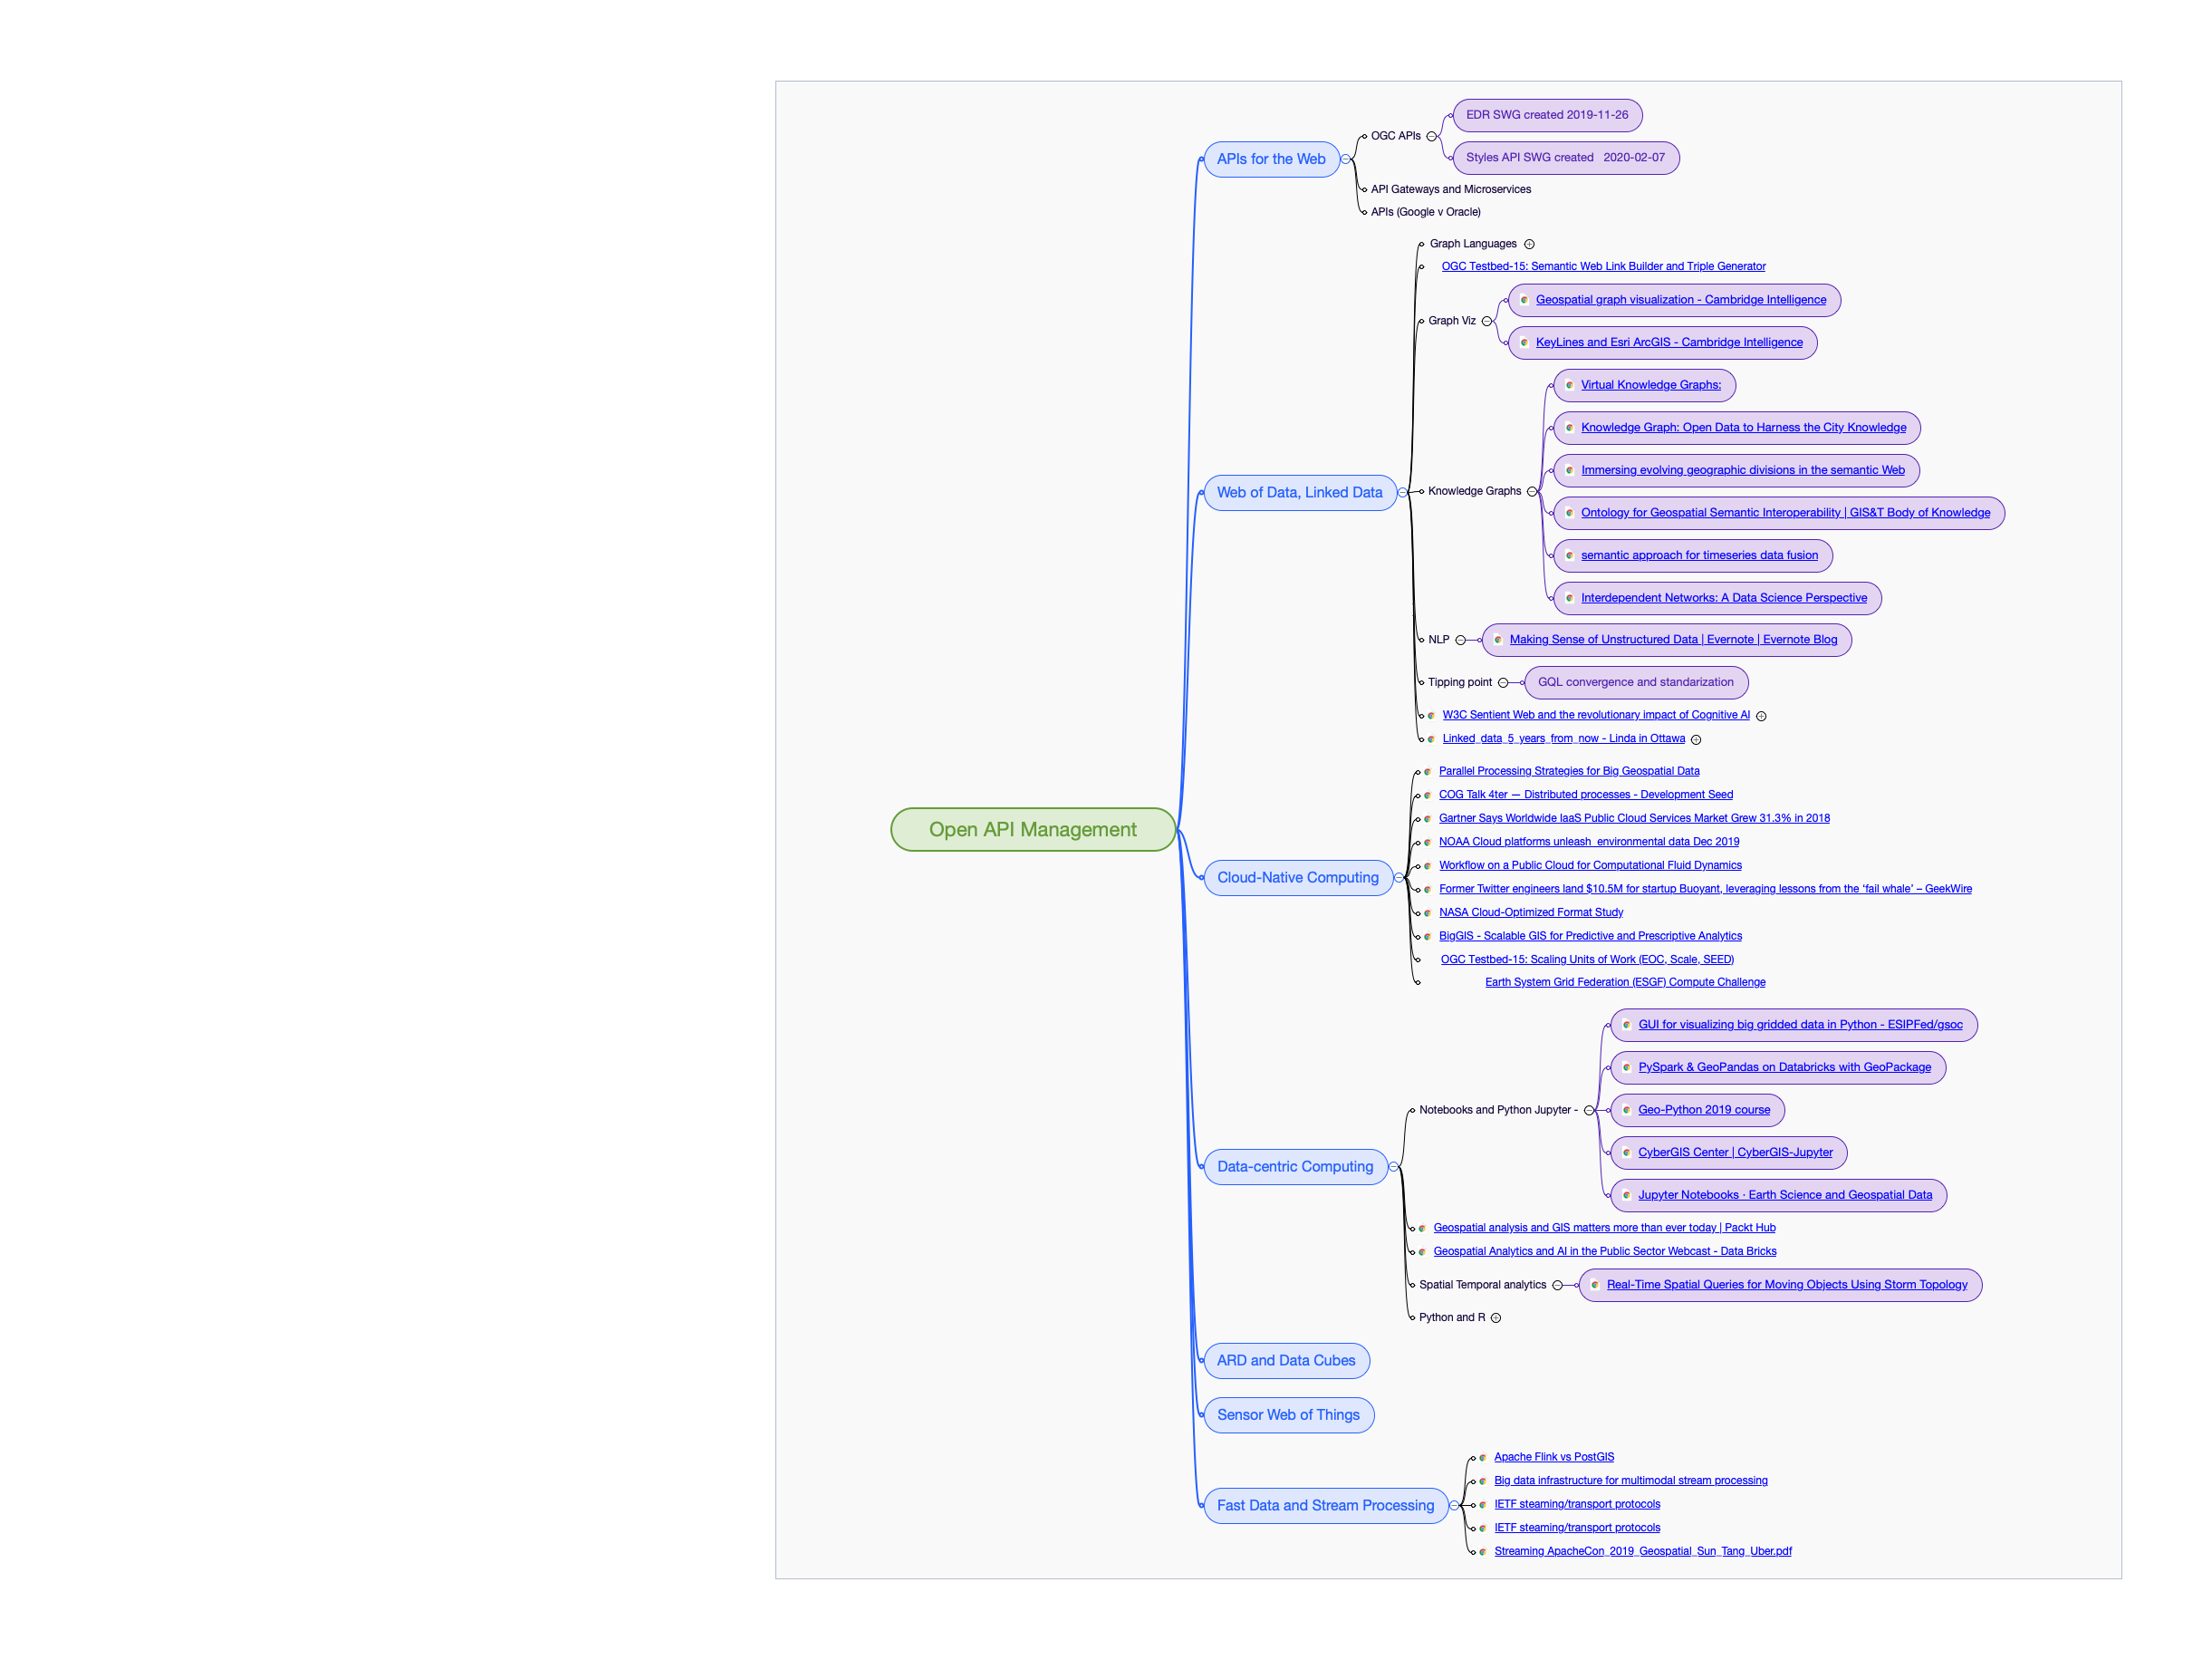 Open API Management
APIs for the Web
OGC APIs
EDR SWG created 2019-11-26
Styles API SWG created 2020-02-07
API Gateways and Microservices
APIs (Google v Oracle)
Web of Data, Linked Data
Graph Languages
OGC Testbed-15: Semantic Web Link Builder and Triple Generator
Graph Viz
Geospatial graph visualization - Cambridge Intelligence
KeyLines and Esri ArcGIS - Cambridge Intelligence
Knowledge Graphs
Virtual Knowledge Graphs:
Knowledge Graph: Open Data to Harness the City Knowledge
Immersing evolving geographic divisions in the semantic Web
Ontology for Geospatial Semantic Interoperability | GIS&T Body of Knowledge
semantic approach for timeseries data fusion
Interdependent Networks: A Data Science Perspective
NLP
Making Sense of Unstructured Data | Evernote | Evernote Blog
Tipping point
GQL convergence and standarization
W3C Sentient Web and the revolutionary impact of Cognitive AI
Linked_data_5_years_from_now - Linda in Ottawa
Cloud-Native Computing
Parallel Processing Strategies for Big Geospatial Data
COG Talk 4ter — Distributed processes - Development Seed
Gartner Says Worldwide IaaS Public Cloud Services Market Grew 31.3% in 2018
NOAA Cloud platforms unleash environmental data Dec 2019
Workflow on a Public Cloud for Computational Fluid Dynamics
Former Twitter engineers land $10.5M for startup Buoyant, leveraging lessons from the ‘fail whale’ – GeekWire
NASA Cloud-Optimized Format Study
BigGIS - Scalable GIS for Predictive and Prescriptive Analytics
OGC Testbed-15: Scaling Units of Work (EOC, Scale, SEED)
Earth System Grid Federation (ESGF) Compute Challenge
Data-centric Computing
Notebooks and Python Jupyter -
GUI for visualizing big gridded data in Python - ESIPFed/gsoc
PySpark & GeoPandas on Databricks with GeoPackage
Geo-Python 2019 course
CyberGIS Center | CyberGIS-Jupyter
Jupyter Notebooks · Earth Science and Geospatial Data
Geospatial analysis and GIS matters more than ever today | Packt Hub
Geospatial Analytics and AI in the Public Sector Webcast - Data Bricks
Spatial Temporal analytics
Real-Time Spatial Queries for Moving Objects Using Storm Topology
Python and R
ARD and Data Cubes
Sensor Web of Things
Fast Data and Stream Processing
Apache Flink vs PostGIS
Big data infrastructure for multimodal stream processing
IETF steaming/transport protocols
IETF steaming/transport protocols
Streaming ApacheCon_2019_Geospatial_Sun_Tang_Uber.pdf